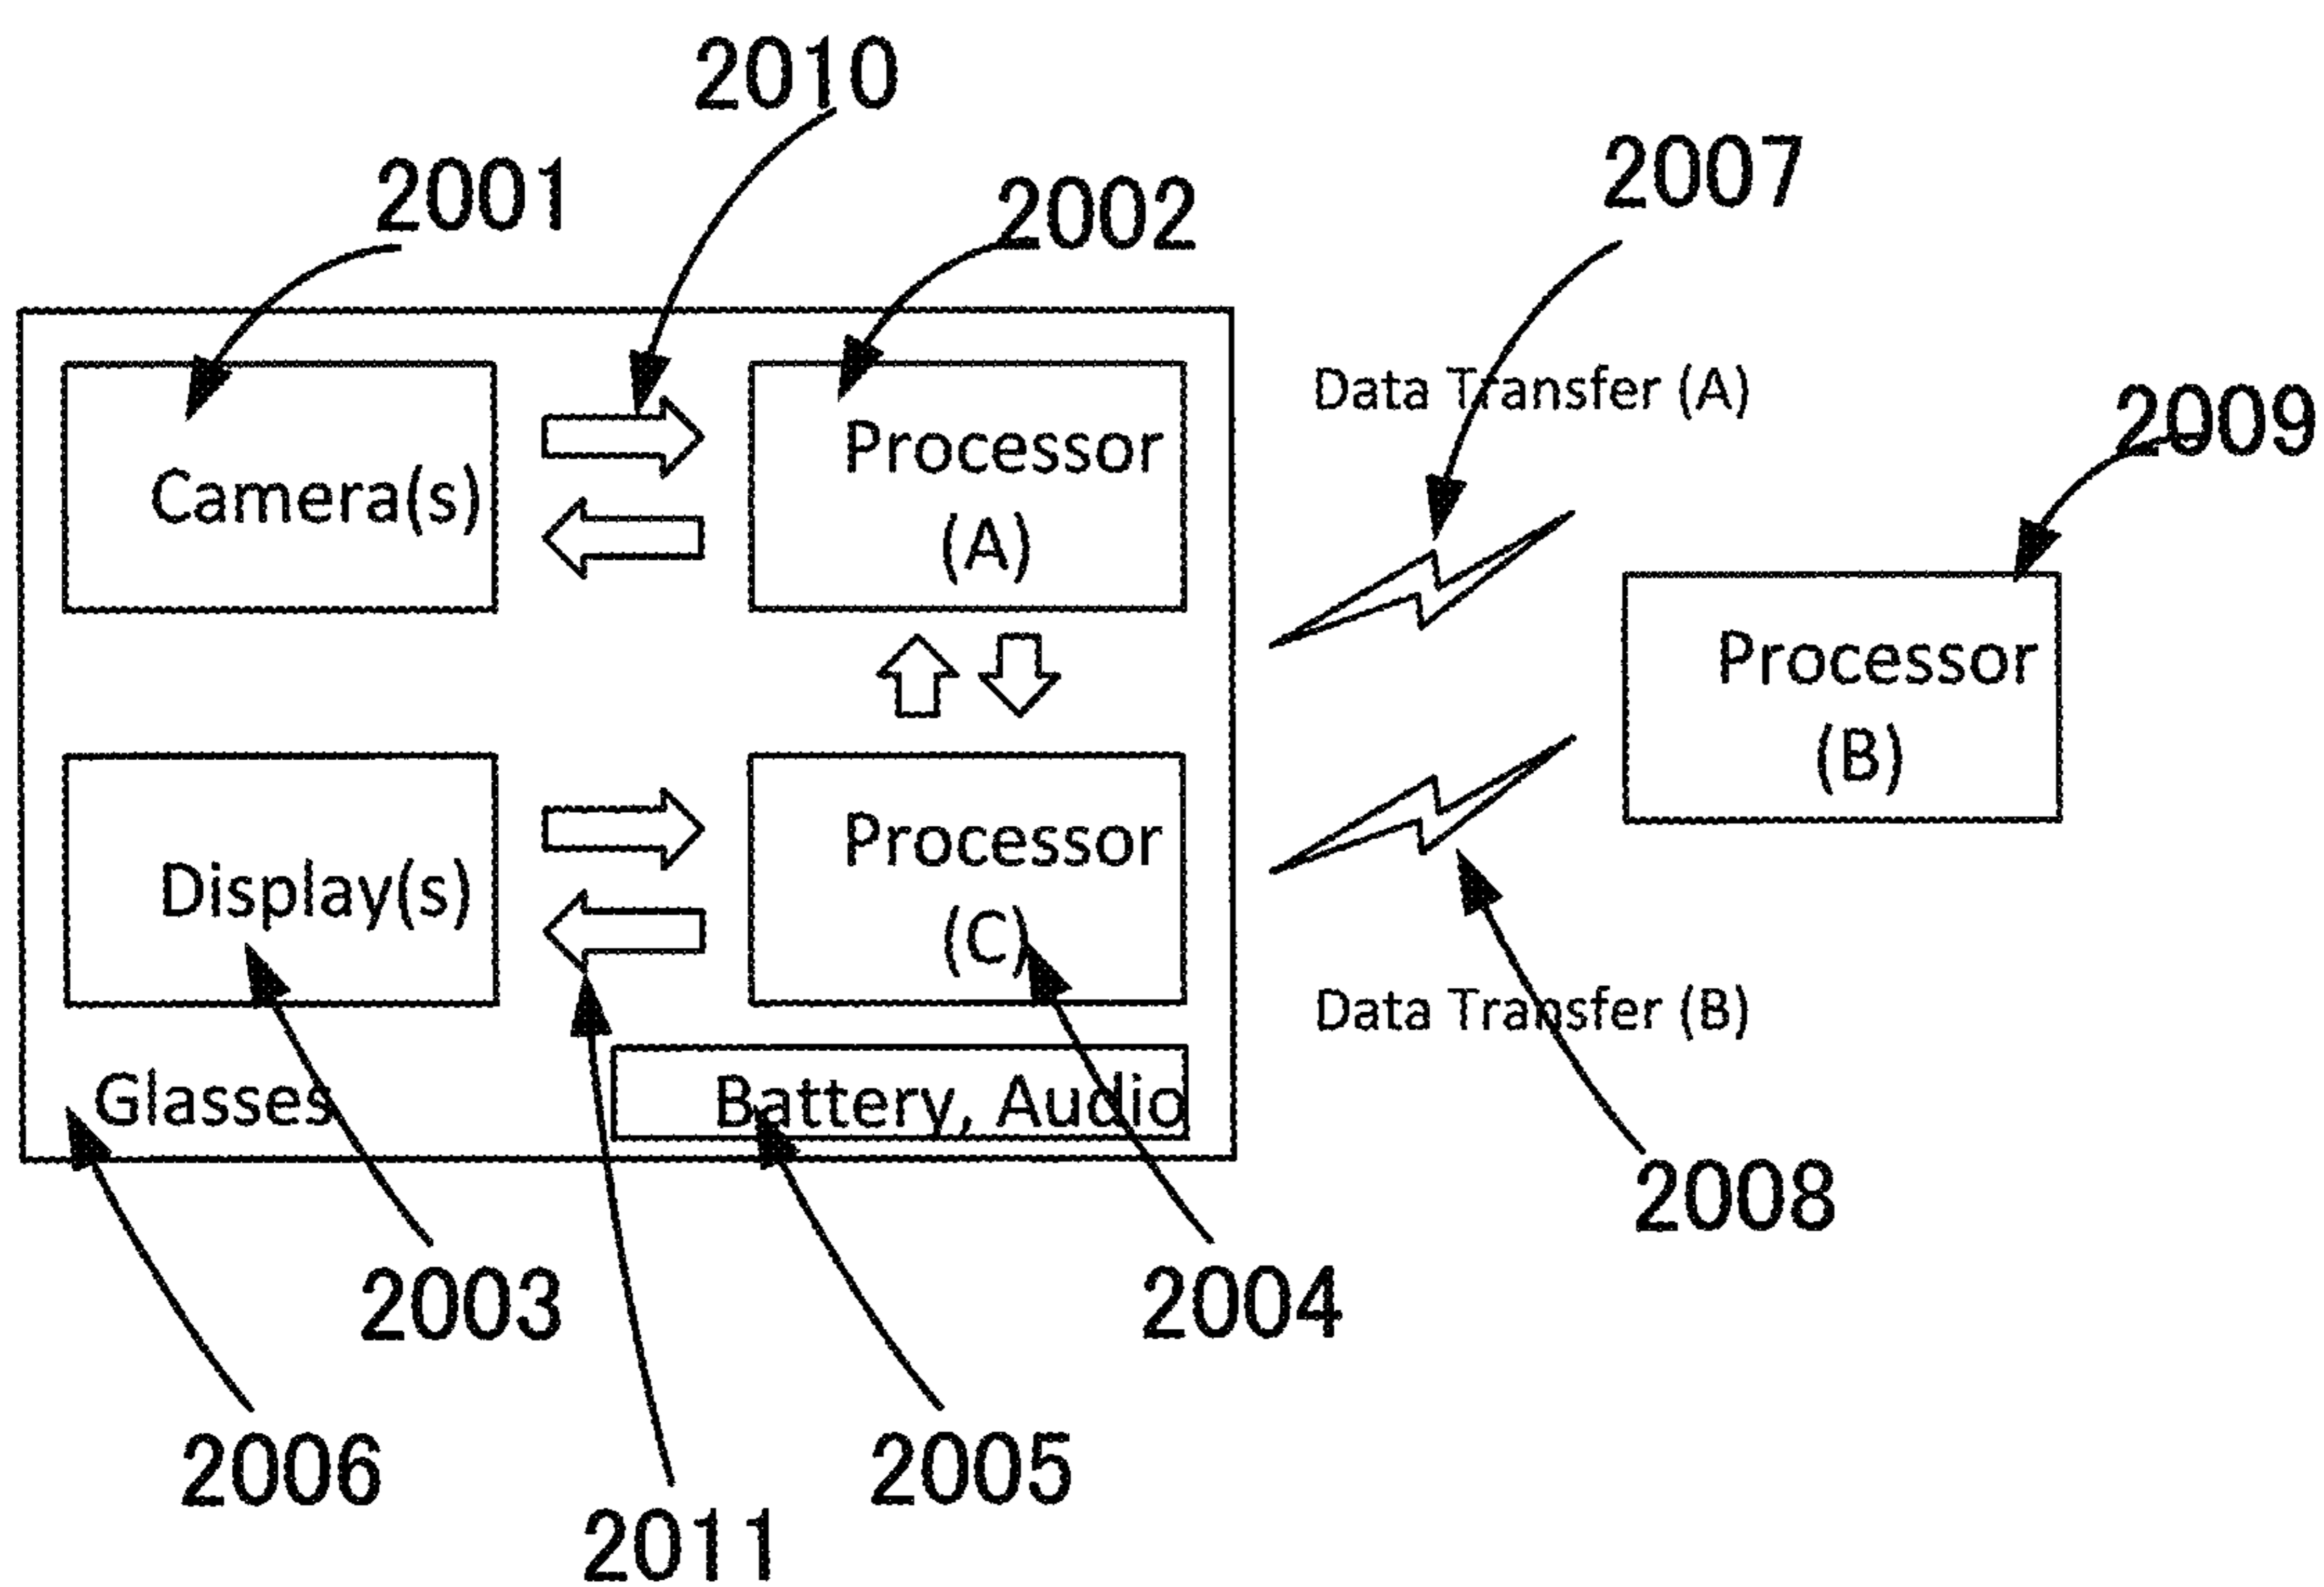 2010
2001
2002
2007
Data Transfer (A)
2009
Camera(s)
Processor
(A)
Processor
(B)
Display(s)
Processor
(C)
Data Transfer (B)
Glasses
Battery, Audio
2008
2003
2004
2006
2005
2011